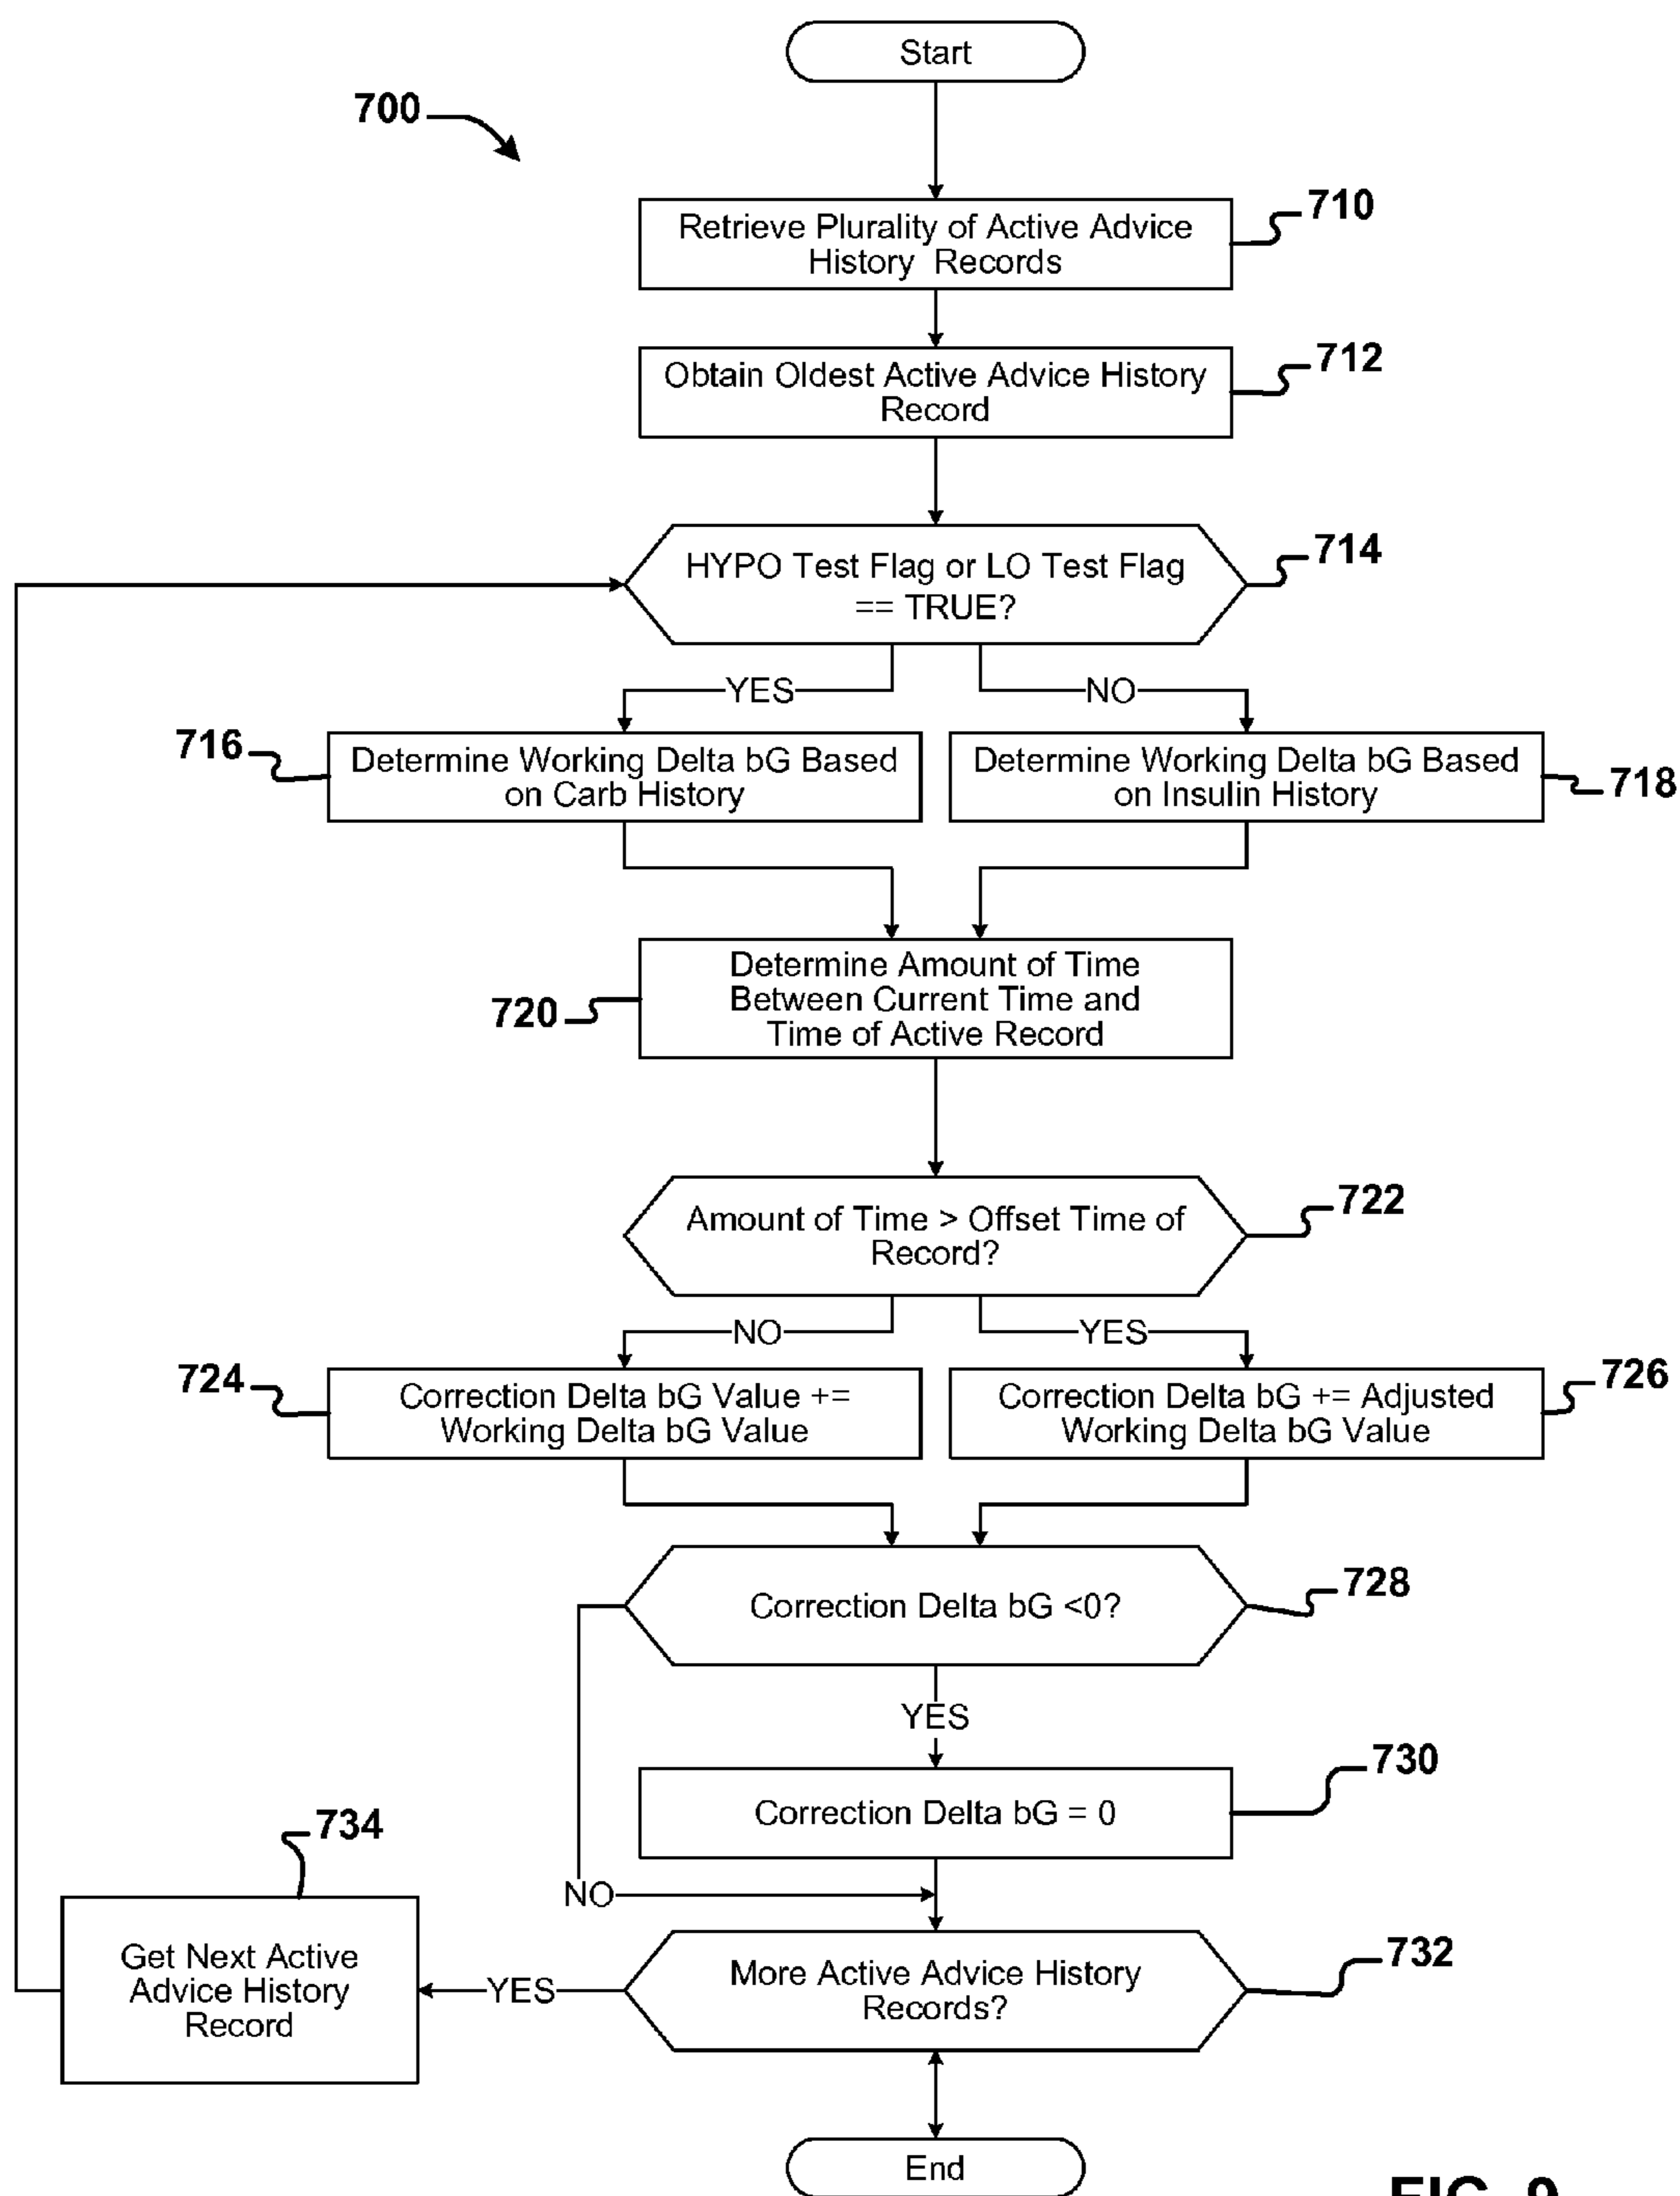 Start
700
710
Retrieve Plurality of Active Advice
History Records
712
Obtain Oldest Active Advice History
Record
714
HYPO Test Flag or LO Test Flag
== TRUE?
YES
NO
716
Determine Working Delta bG Based
on Carb History
Determine Working Delta bG Based
on Insulin History
718
Determine Amount of Time
Between Current Time and
Time of Active Record
720
722
Amount of Time > Offset Time of
Record?
NO
YES
724
Correction Delta bG Value +=
Working Delta bG Value
Correction Delta bG += Adjusted
Working Delta bG Value
726
728
Correction Delta bG <0?
YES
730
Correction Delta bG = 0
734
NO
732
More Active Advice History
Records?
YES
Get Next Active
Advice History
Record
End
FIG. 9